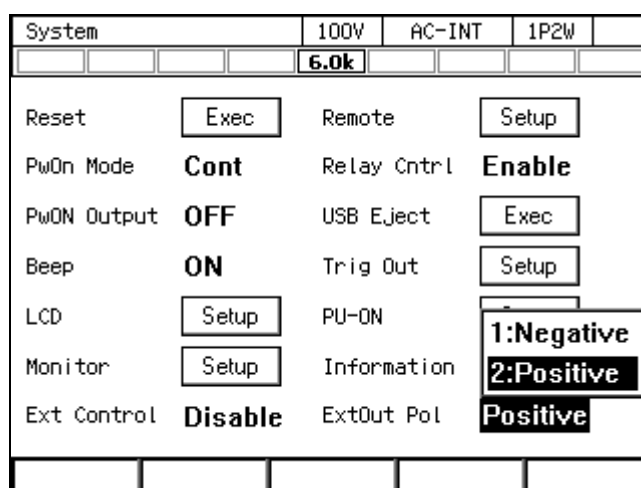 System 100V AC-INT 1P2W
6.0k
Reset Exec Remote Setup
PwOn Mode Cont Relay Cntrl Enable
PwON Output OFF USB Eject Exec
Beep ON Trig Out Setup
LCD Setup PU-ON
1:Negative
Monitor Setup Information 2:Positive
Ext Control Disable ExtOut Pol Positive